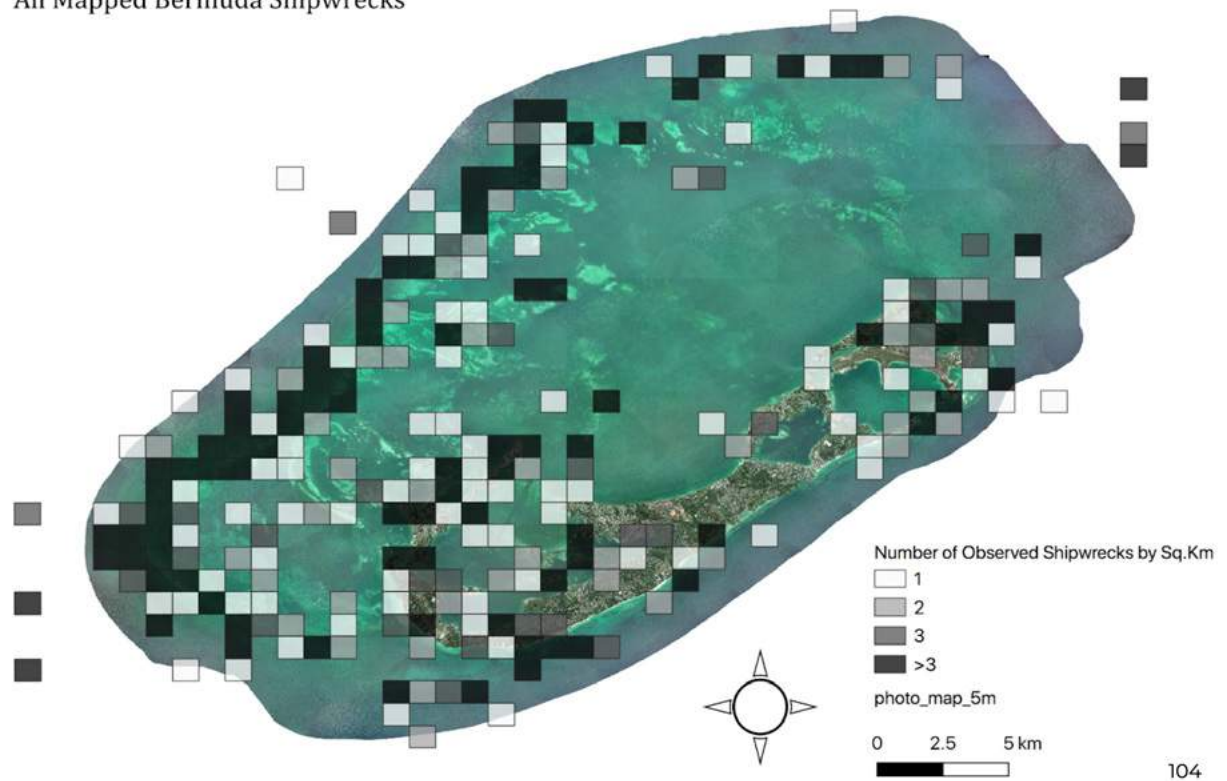 All Mapped Bermuda Shipwrecks
Number of Observed Shipwrecks by Sq.Km
1
2
3
>3
photo_map_5m
0 2.5 5 km
104